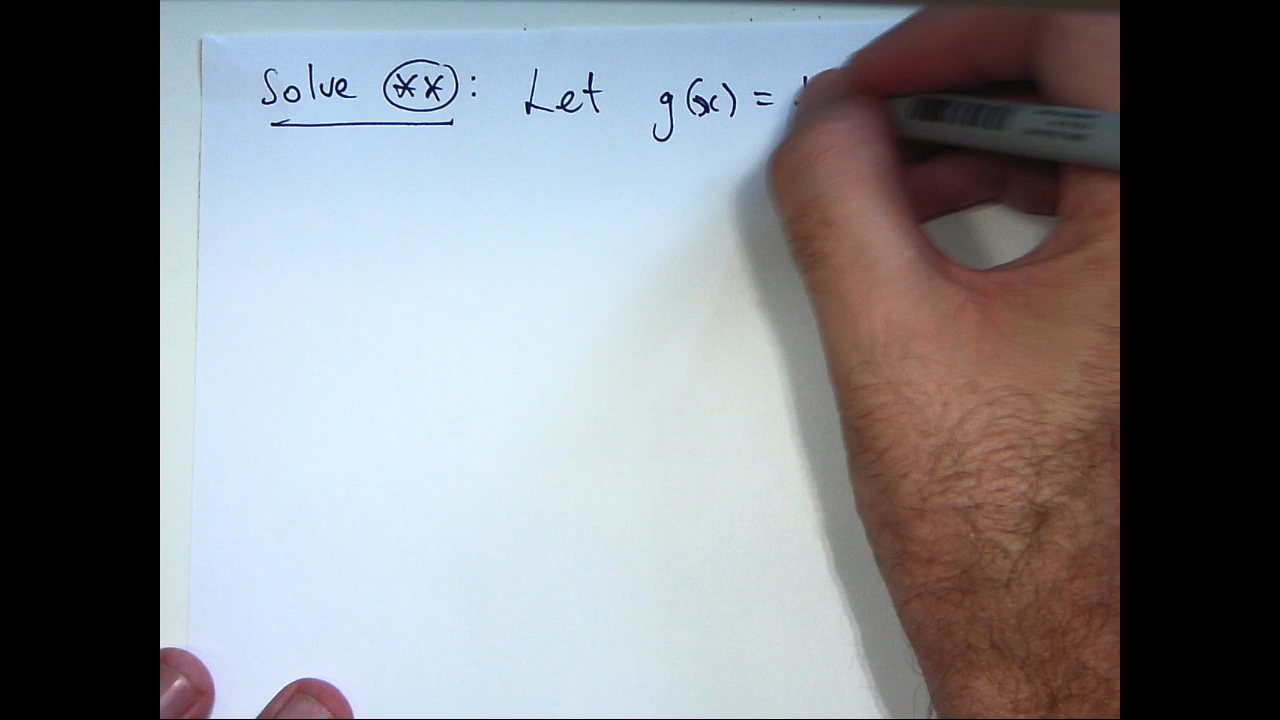 Solve ⊛⊛: Let g(x) =